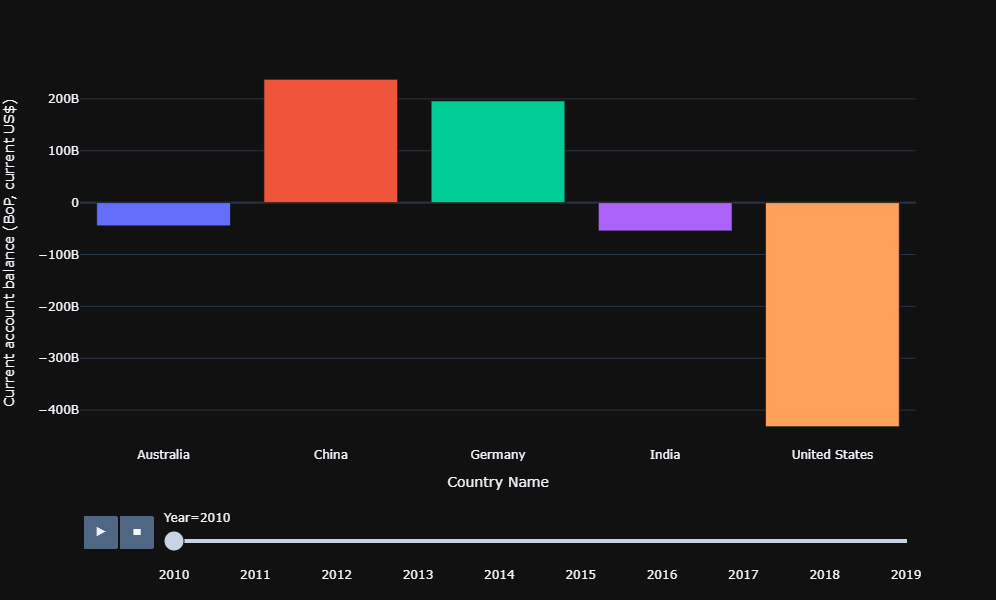 Current account balance (BoP, current US$)
200B
100B
0
−100B
−200B
−300B
−400B
Australia China Germany India United States
Country Name
Year=2010
2010 2011 2012 2013 2014 2015 2016 2017 2018 2019